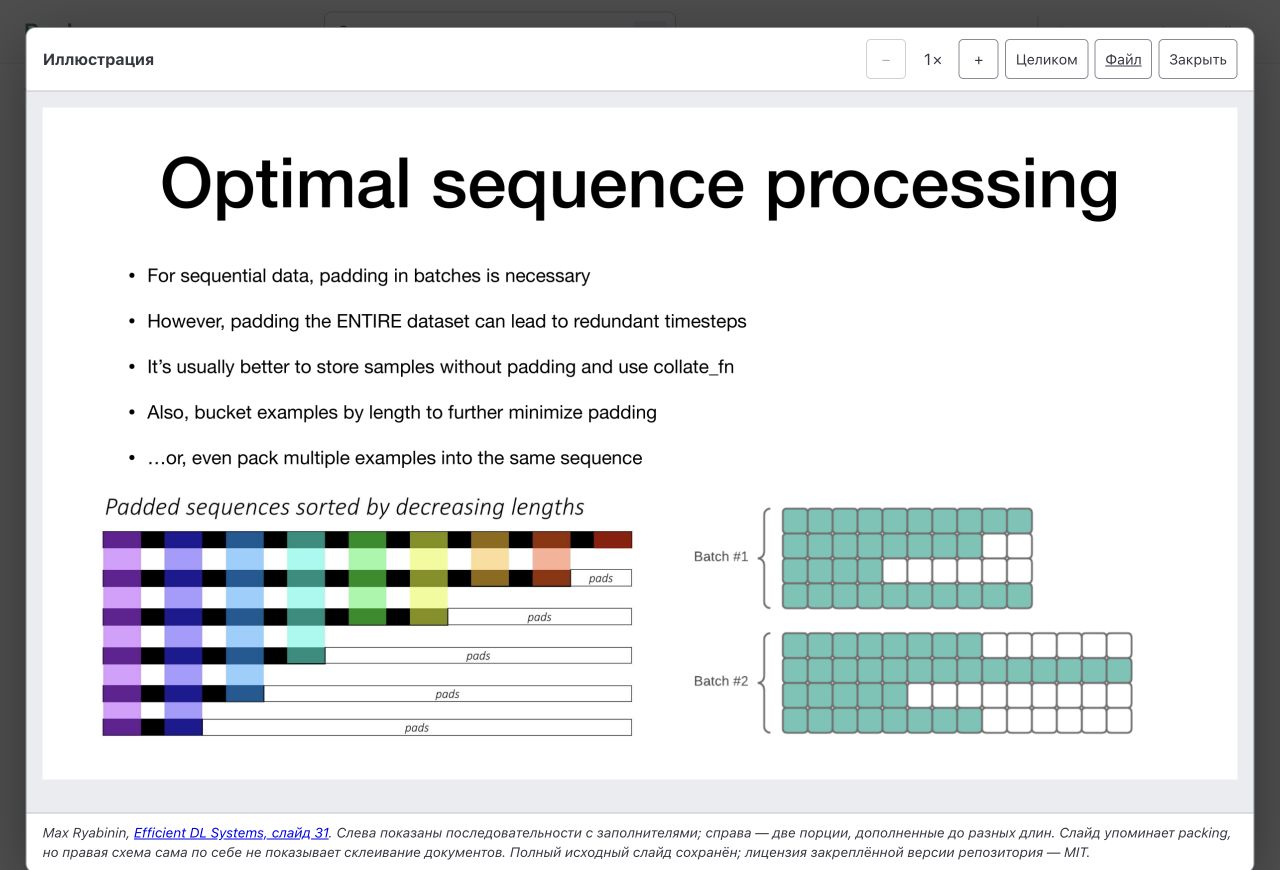 Иллюстрация
− 1× + Целиком Файл Закрыть
Optimal sequence processing
• For sequential data, padding in batches is necessary
• However, padding the ENTIRE dataset can lead to redundant timesteps
• It’s usually better to store samples without padding and use collate_fn
• Also, bucket examples by length to further minimize padding
• …or, even pack multiple examples into the same sequence
Padded sequences sorted by decreasing lengths
pads
pads
pads
pads
pads
Batch #1
Batch #2
Max Ryabinin, Efficient DL Systems, слайд 31. Слева показаны последовательности с заполнителями; справа — две порции, дополненные до разных длин. Слайд упоминает packing,
но правая схема сама по себе не показывает склеивание документов. Полный исходный слайд сохранён; лицензия закреплённой версии репозитория — MIT.